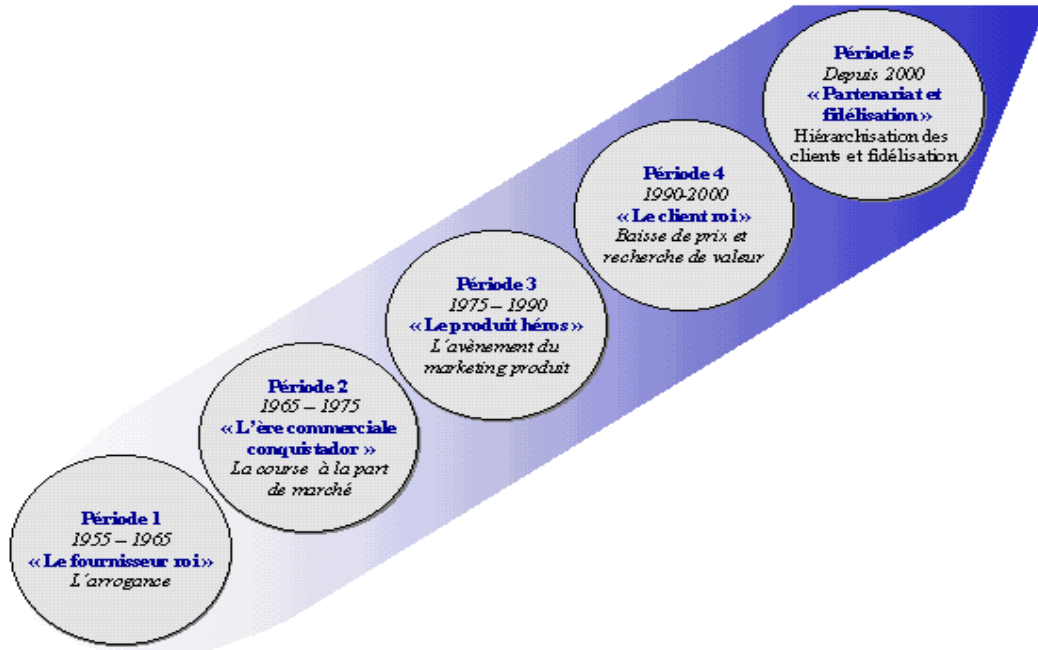 Période 1
1955 – 1965
« Le fournisseur roi »
L'arrogance
Période 2
1965 – 1975
« L'ère commerciale
conquistador »
La course à la part
de marché
Période 3
1975 – 1990
« Le produit héros »
L'avènement du
marketing produit
Période 4
1990-2000
« Le client roi »
Baisse de prix et
recherche de valeur
Période 5
Depuis 2000
« Partenariat et
fidélisation »
Hiérarchisation des
clients et fidélisation